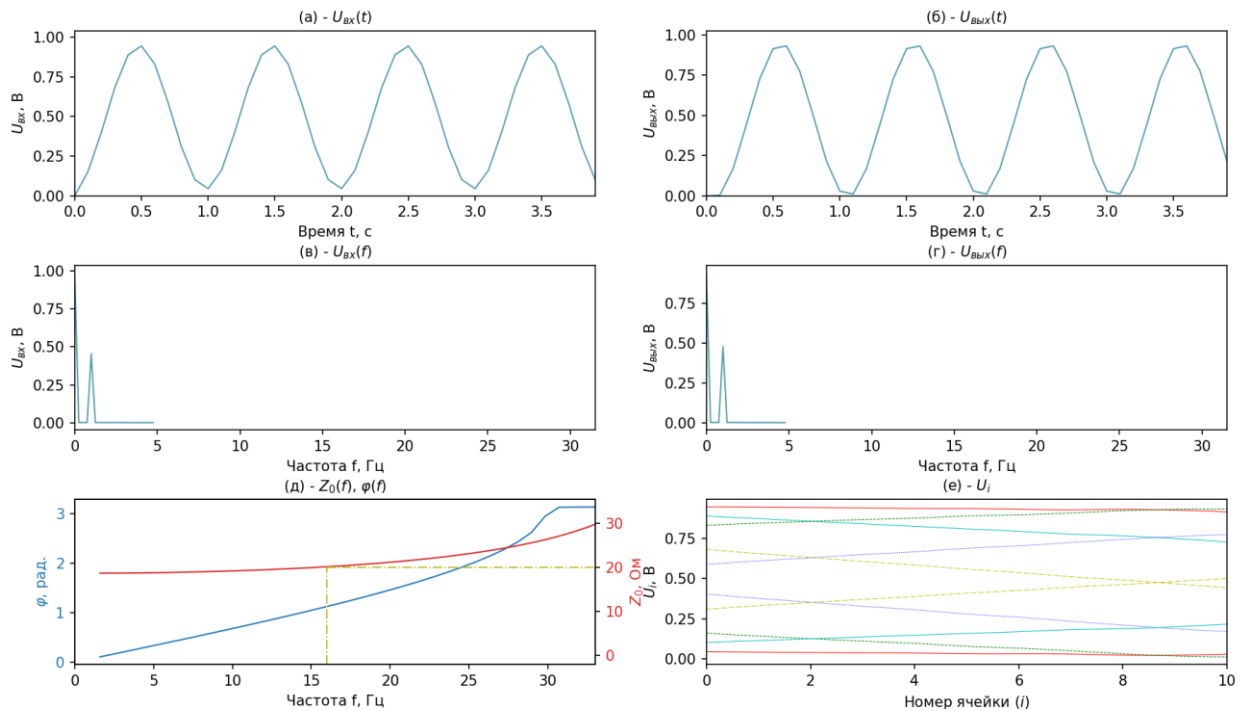 (а) - Uвх(t)
Uвх, В
1.00
0.75
0.50
0.25
0.00
0.0 0.5 1.0 1.5 2.0 2.5 3.0 3.5
Время t, с
(б) - Uвых(t)
Uвых, В
1.00
0.75
0.50
0.25
0.00
0.0 0.5 1.0 1.5 2.0 2.5 3.0 3.5
Время t, с
(в) - Uвх(f)
Uвх, В
1.00
0.75
0.50
0.25
0.00
0 5 10 15 20 25 30
Частота f, Гц
(г) - Uвых(f)
Uвых, В
0.75
0.50
0.25
0.00
0 5 10 15 20 25 30
Частота f, Гц
(д) - Z0(f), φ(f)
φ, рад.
3
2
1
0
0 5 10 15 20 25 30
Частота f, Гц
30
20
10
0
Z0, Ом
(е) - Ui
Ui, В
0.75
0.50
0.25
0.00
0 2 4 6 8 10
Номер ячейки (i)